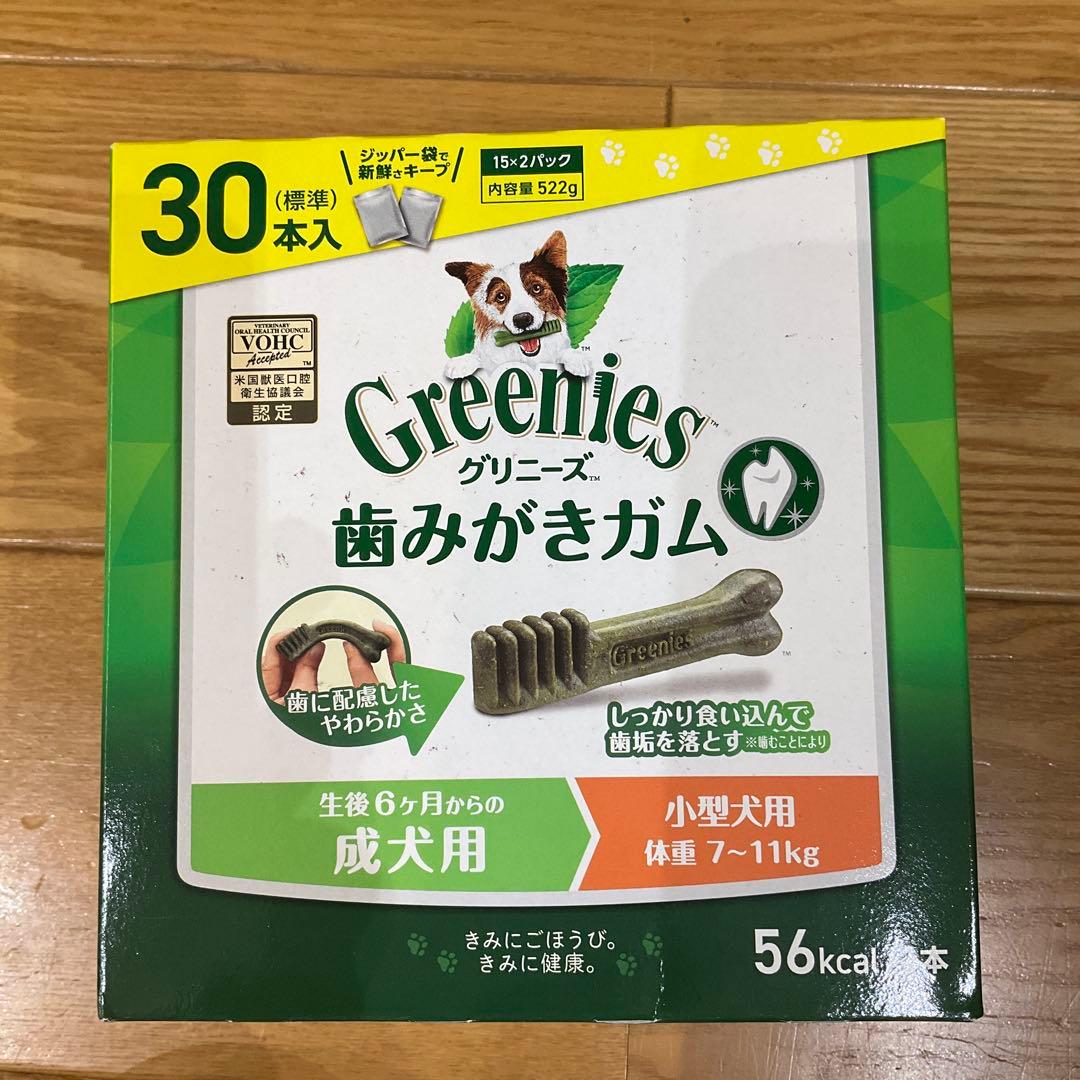 30(標準)本入
ジッパー袋で
新鮮さキープ
15×2パック
内容量 522g
VETERINARY
ORAL HEALTH COUNCIL
VOHC
Accepted
TM
米国獣医口腔
衛生協議会
認定
Greenies™
グリニーズ™
歯みがきガム
Greenies
歯に配慮した
やわらかさ
しっかり食い込んで
歯垢を落とす※噛むことにより
生後6ヶ月からの
成犬用
小型犬用
体重 7~11kg
きみにごほうび。
きみに健康。
56kcal/ 本